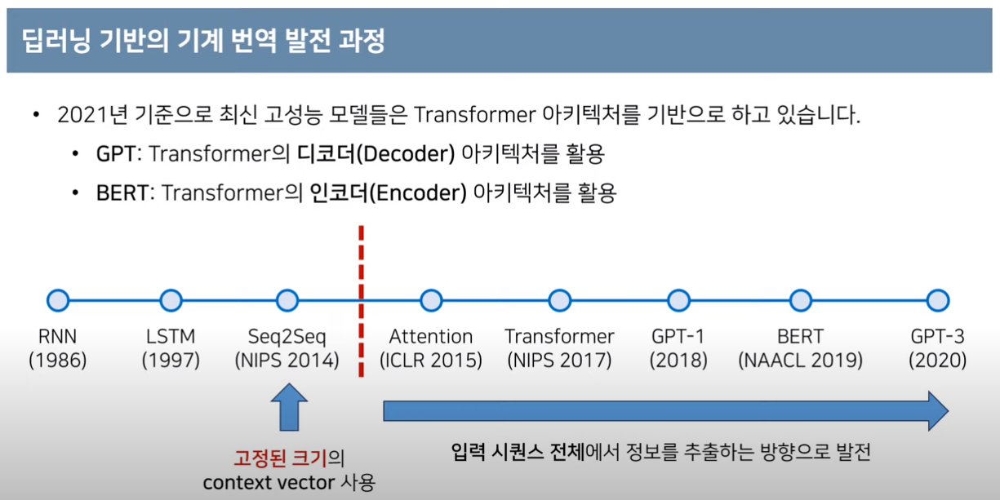 딥러닝 기반의 기계 번역 발전 과정
• 2021년 기준으로 최신 고성능 모델들은 Transformer 아키텍처를 기반으로 하고 있습니다.
• GPT: Transformer의 디코더(Decoder) 아키텍처를 활용
• BERT: Transformer의 인코더(Encoder) 아키텍처를 활용
RNN
(1986)
LSTM
(1997)
Seq2Seq
(NIPS 2014)
Attention
(ICLR 2015)
Transformer
(NIPS 2017)
GPT-1
(2018)
BERT
(NAACL 2019)
GPT-3
(2020)
고정된 크기의
context vector 사용
입력 시퀀스 전체에서 정보를 추출하는 방향으로 발전